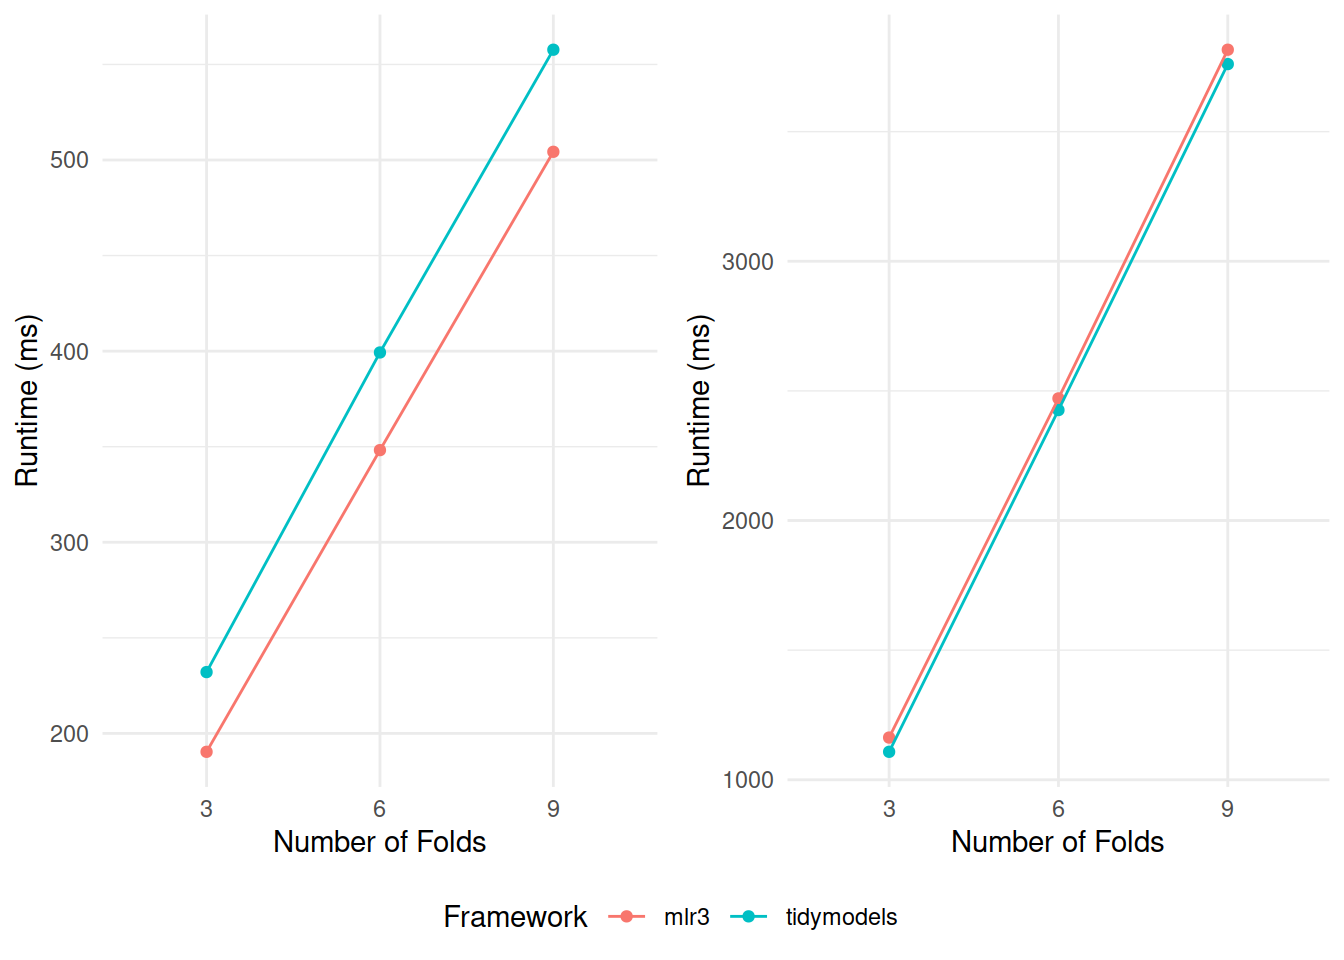 Runtime (ms)
500
400
300
200
3 6 9
Number of Folds
Runtime (ms)
3000
2000
1000
3 6 9
Number of Folds
Framework mlr3 tidymodels